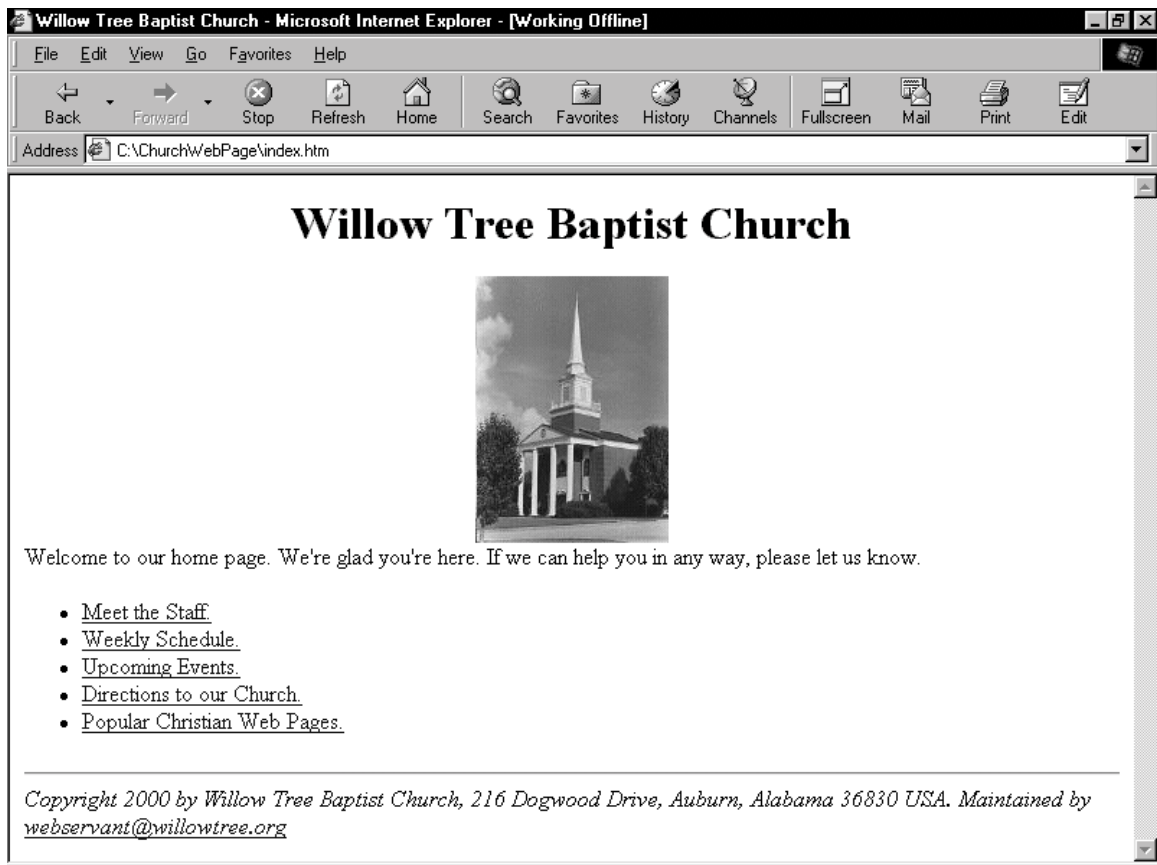 Willow Tree Baptist Church - Microsoft Internet Explorer - [Working Offline]
File Edit View Go Favorites Help
Back Forward Stop Refresh Home Search Favorites History Channels Fullscreen Mail Print Edit
Address C:\ChurchWebPage\index.htm
Willow Tree Baptist Church
Welcome to our home page. We're glad you're here. If we can help you in any way, please let us know.
• Meet the Staff.
• Weekly Schedule.
• Upcoming Events.
• Directions to our Church.
• Popular Christian Web Pages.
Copyright 2000 by Willow Tree Baptist Church, 216 Dogwood Drive, Auburn, Alabama 36830 USA. Maintained by
webservant@willowtree.org